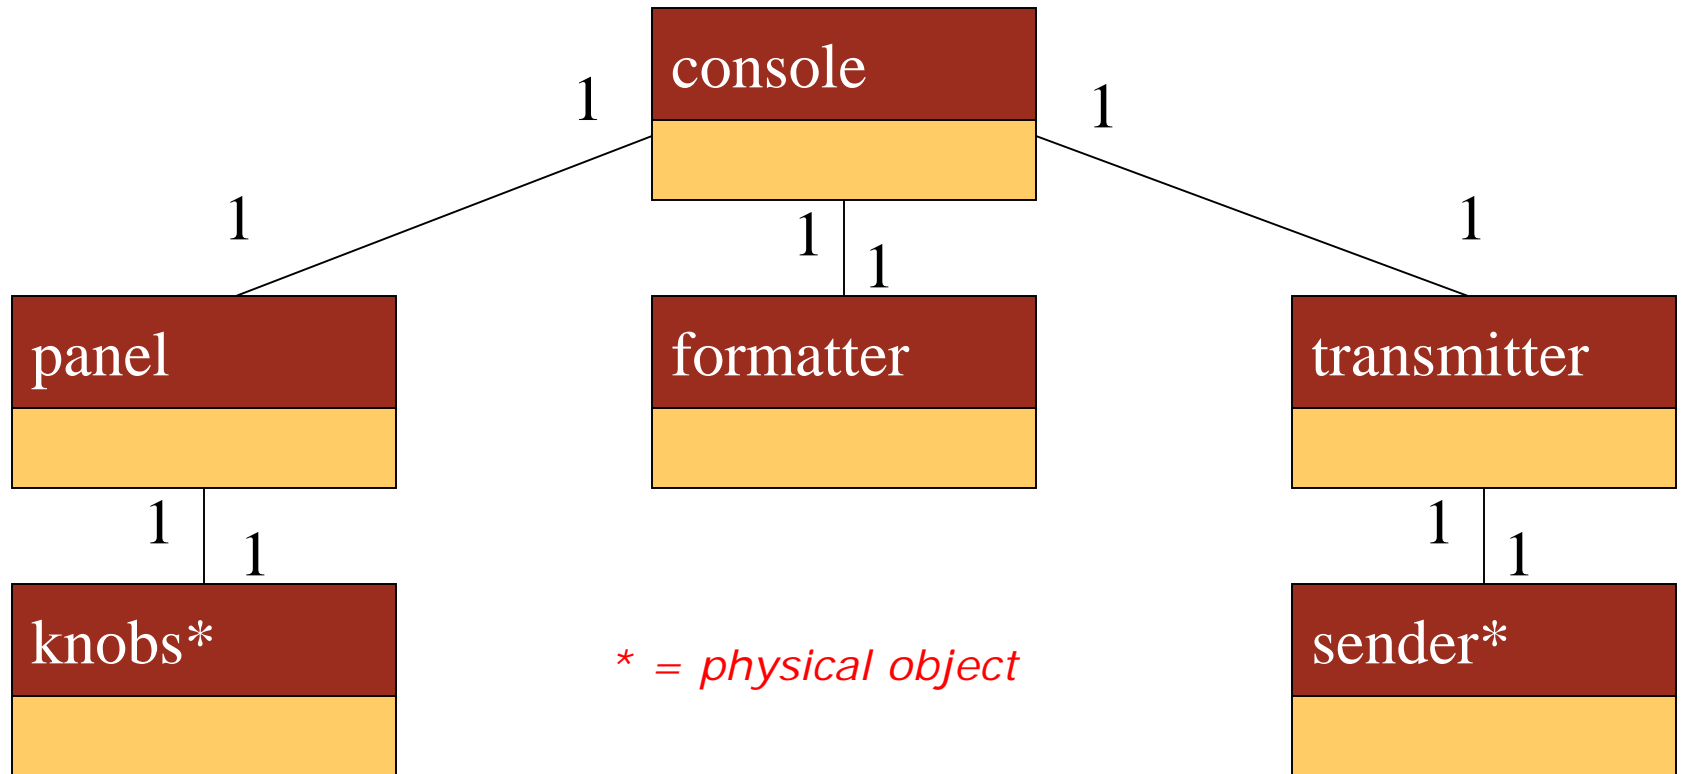 console
1
1
1
1
1
1
panel
formatter
transmitter
1
1
1
1
knobs*
sender*
* = physical object